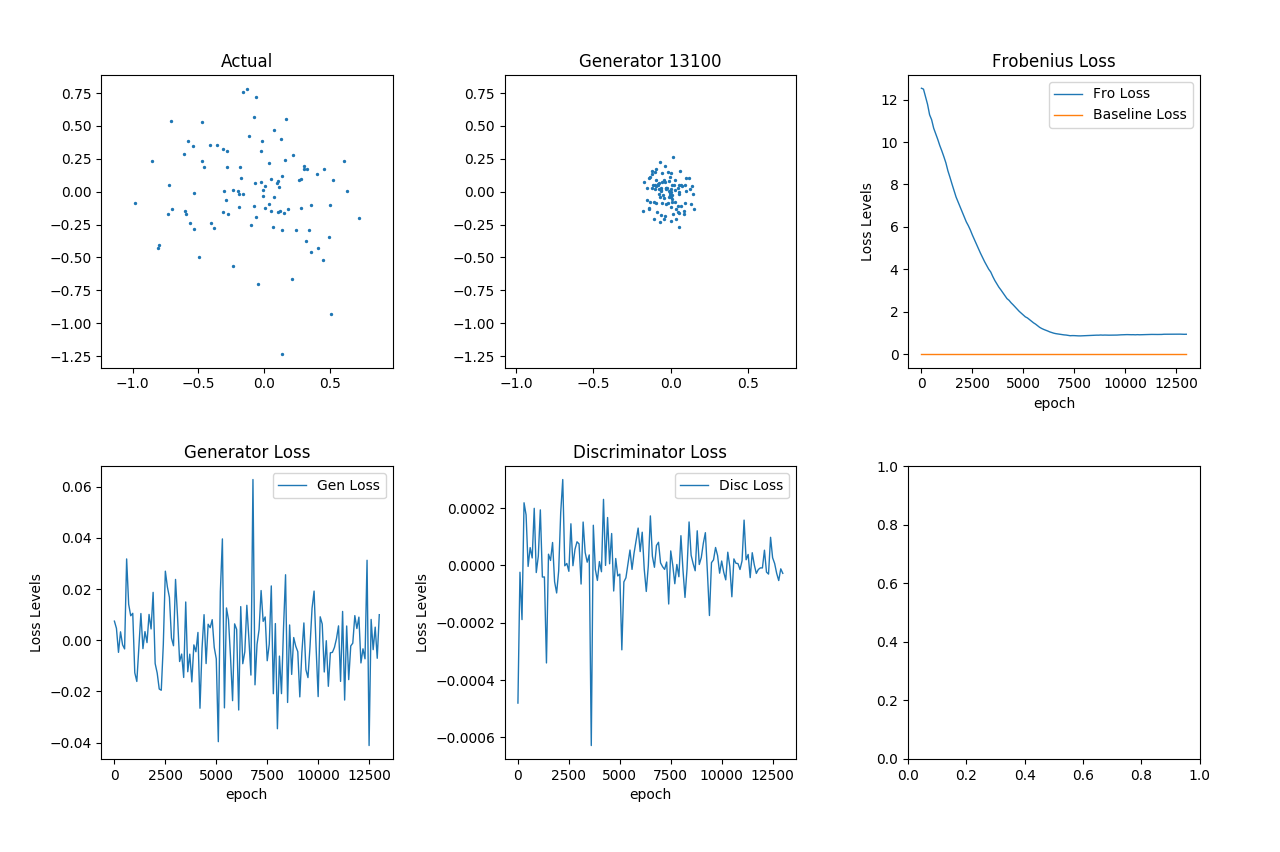 Actual
0.75
0.50
0.25
0.00
−0.25
−0.50
−0.75
−1.00
−1.25
−1.0 −0.5 0.0 0.5
Generator 13100
0.75
0.50
0.25
0.00
−0.25
−0.50
−0.75
−1.00
−1.25
−1.0 −0.5 0.0 0.5
Frobenius Loss
Fro Loss
Baseline Loss
Loss Levels
12
10
8
6
4
2
0
0 2500 5000 7500 10000 12500
epoch
Generator Loss
Gen Loss
Loss Levels
0.06
0.04
0.02
0.00
−0.02
−0.04
0 2500 5000 7500 10000 12500
epoch
Discriminator Loss
Disc Loss
Loss Levels
0.0002
0.0000
−0.0002
−0.0004
−0.0006
0 2500 5000 7500 10000 12500
epoch
1.0
0.8
0.6
0.4
0.2
0.0
0.0 0.2 0.4 0.6 0.8 1.0